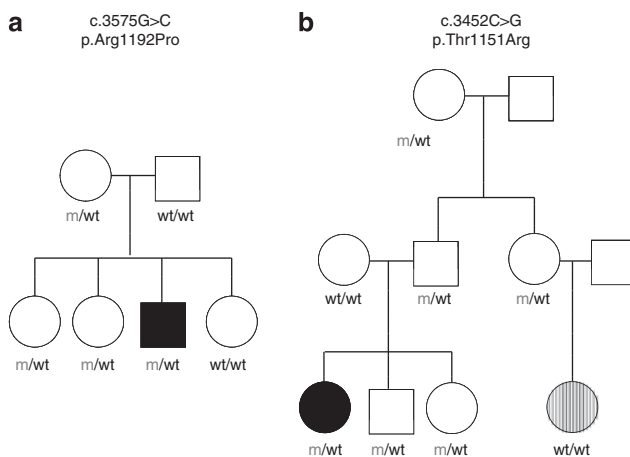 a
c.3575G>C
p.Arg1192Pro
m/wt wt/wt
m/wt m/wt m/wt wt/wt
b
c.3452C>G
p.Thr1151Arg
m/wt
wt/wt m/wt m/wt
m/wt m/wt m/wt wt/wt